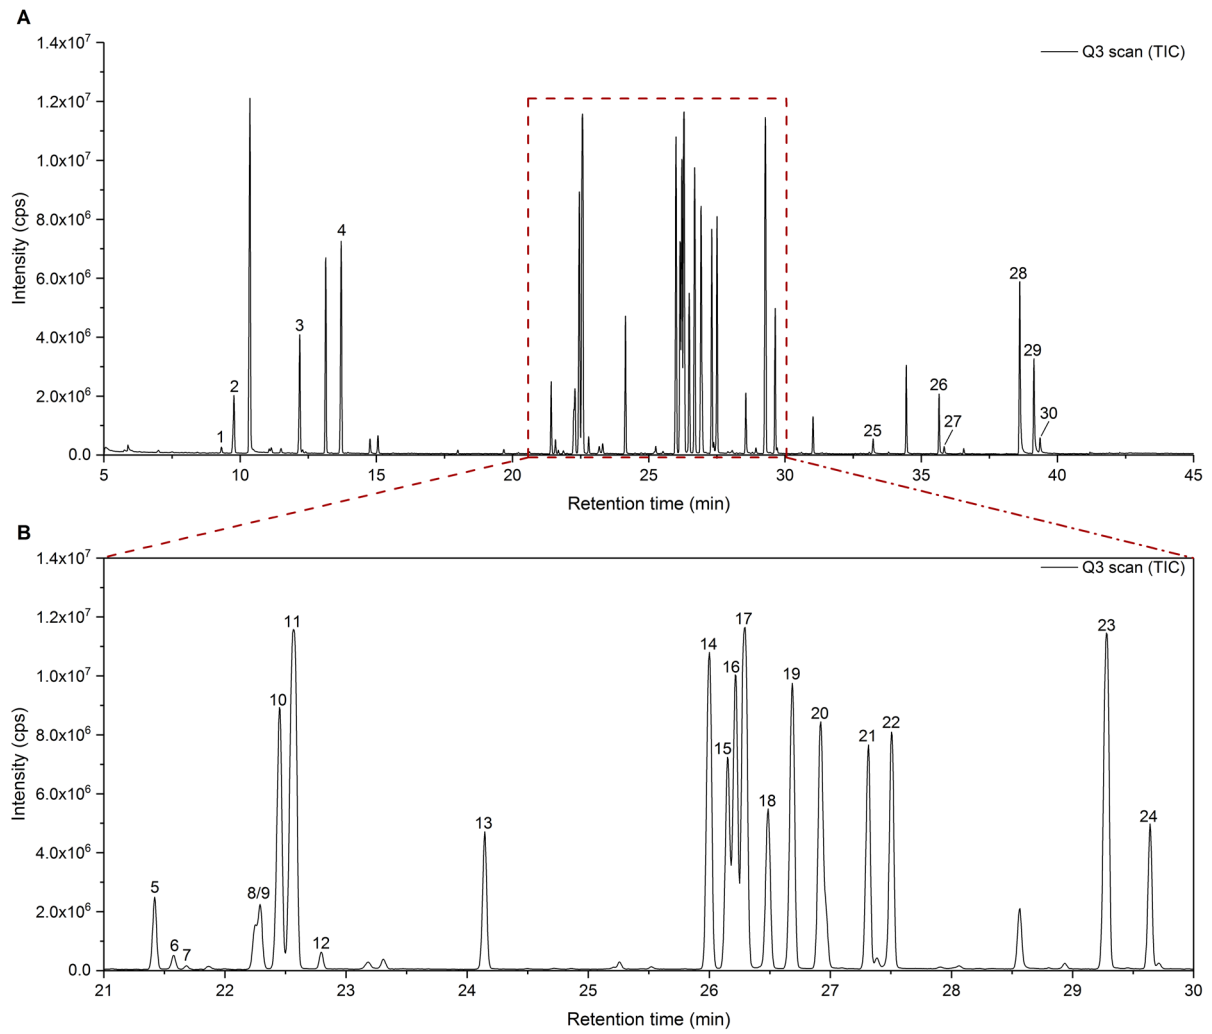 A
1.4x10⁷
1.2x10⁷
1.0x10⁷
8.0x10⁶
6.0x10⁶
4.0x10⁶
2.0x10⁶
0.0
Intensity (cps)
Q3 scan (TIC)
1
2
3
4
25
26
27
28
29
30
5
10
15
20
25
30
35
40
45
Retention time (min)
B
1.4x10⁷
1.2x10⁷
1.0x10⁷
8.0x10⁶
6.0x10⁶
4.0x10⁶
2.0x10⁶
0.0
Intensity (cps)
Q3 scan (TIC)
5
6
7
8/9
10
11
12
13
14
15
16
17
18
19
20
21
22
23
24
21
22
23
24
25
26
27
28
29
30
Retention time (min)